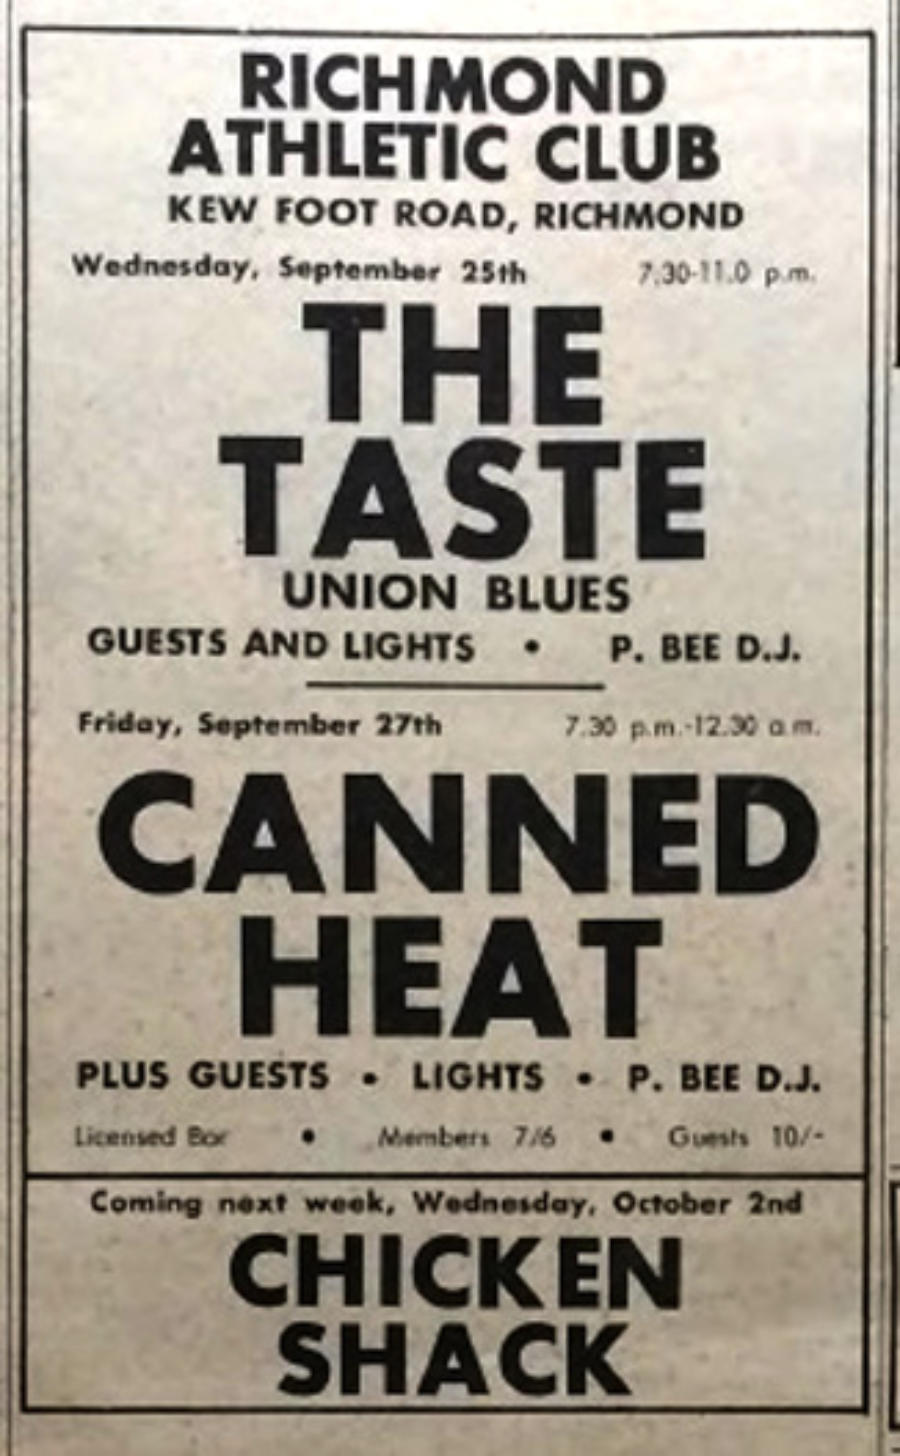 RICHMOND
ATHLETIC CLUB
KEW FOOT ROAD, RICHMOND
Wednesday, September 25th 7.30-11.0 p.m.
THE
TASTE
UNION BLUES
GUESTS AND LIGHTS • P. BEE D.J.
Friday, September 27th 7.30 p.m.-12.30 a.m.
CANNED
HEAT
PLUS GUESTS • LIGHTS • P. BEE D.J.
Licensed Bar • Members 7/6 • Guests 10/-
Coming next week, Wednesday, October 2nd
CHICKEN
SHACK